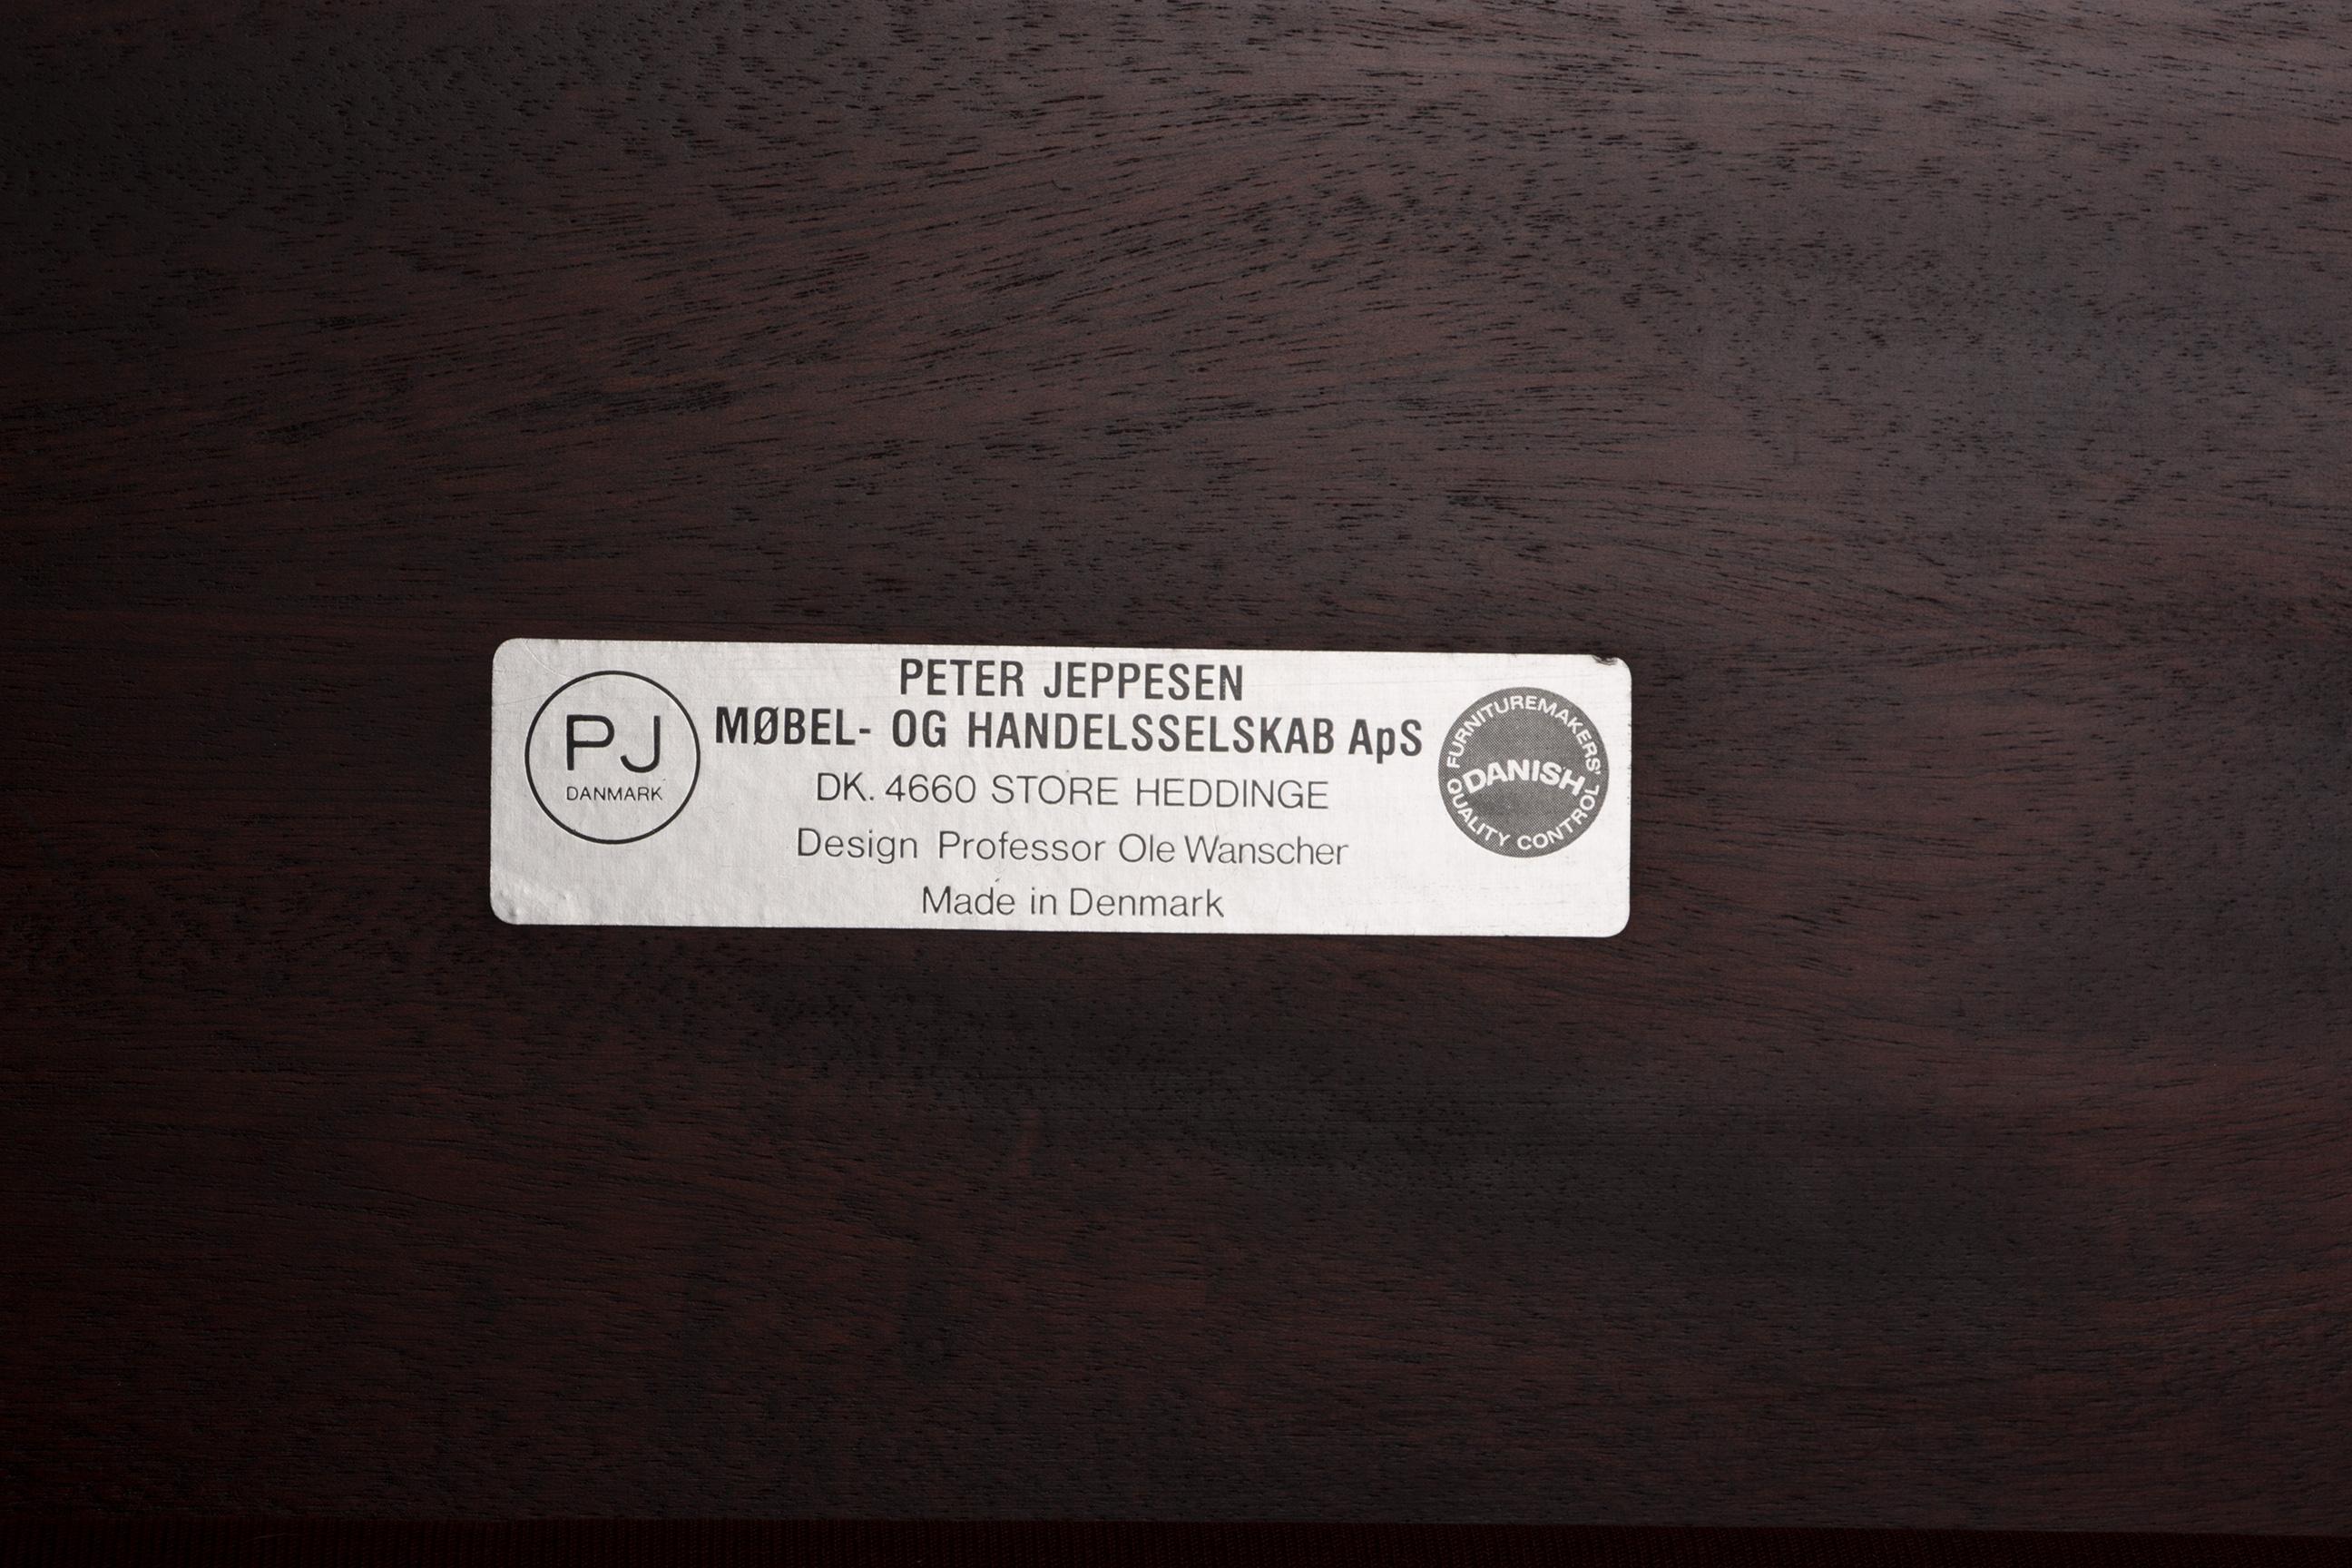 PJ
DANMARK
PETER JEPPESEN
MØBEL- OG HANDELSSELSKAB ApS
DK. 4660 STORE HEDDINGE
Design Professor Ole Wanscher
Made in Denmark
FURNITUREMAKERS'
DANISH
QUALITY CONTROL